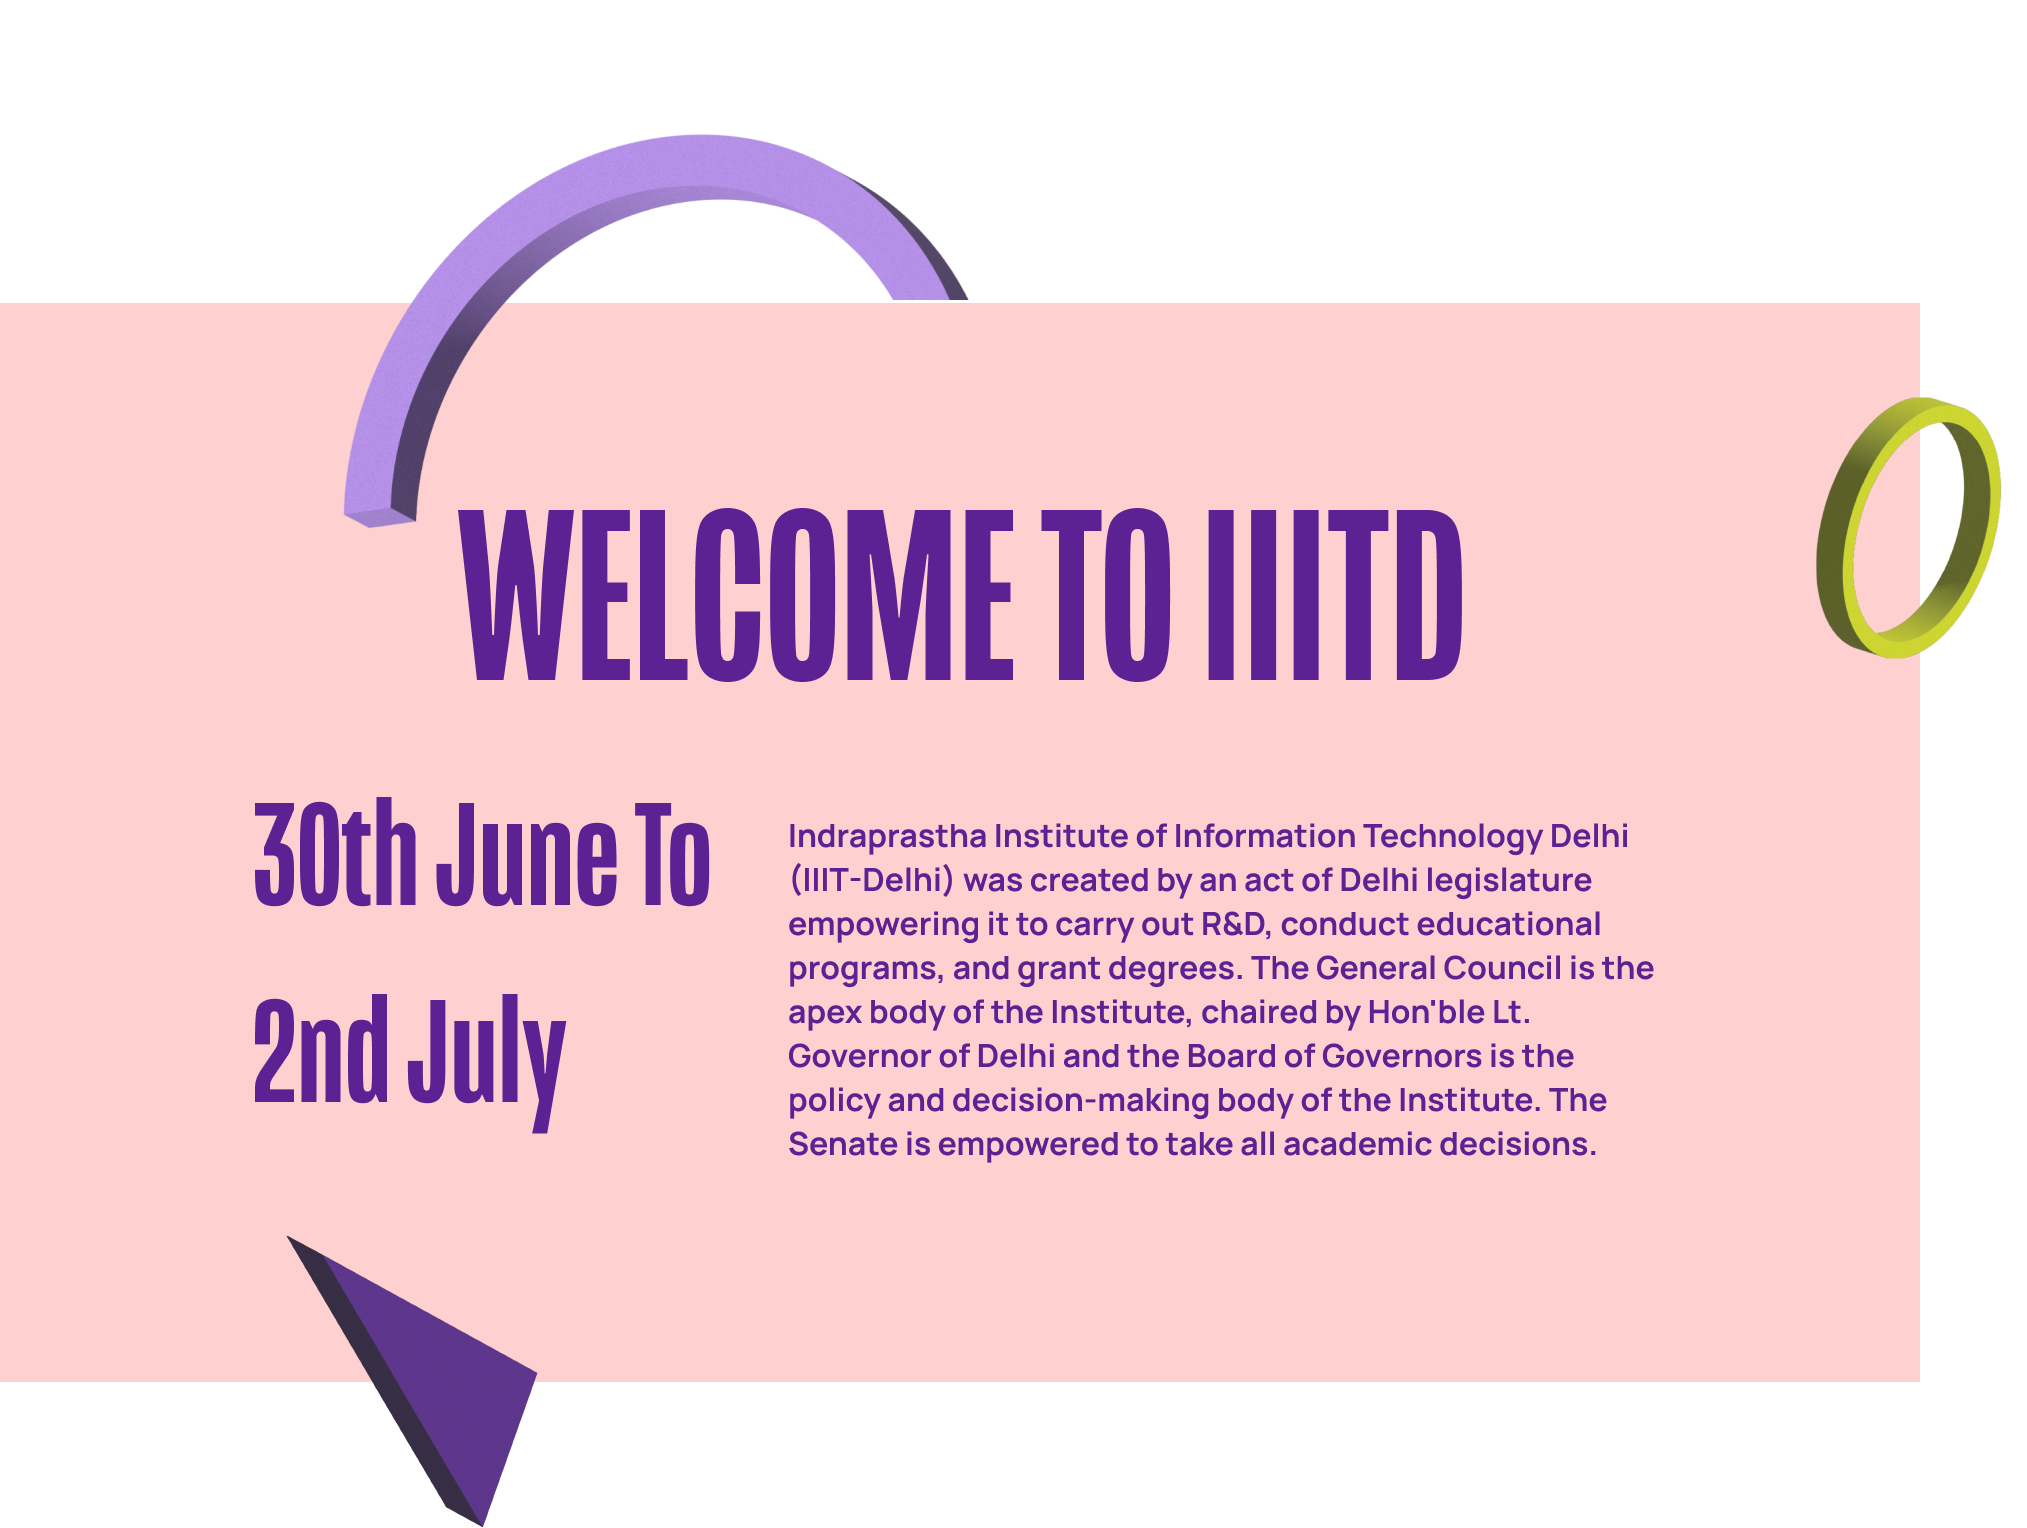 WELCOME TO IIITD
30th June To
2nd July
Indraprastha Institute of Information Technology Delhi
(IIIT-Delhi) was created by an act of Delhi legislature
empowering it to carry out R&D, conduct educational
programs, and grant degrees. The General Council is the
apex body of the Institute, chaired by Hon'ble Lt.
Governor of Delhi and the Board of Governors is the
policy and decision-making body of the Institute. The
Senate is empowered to take all academic decisions.